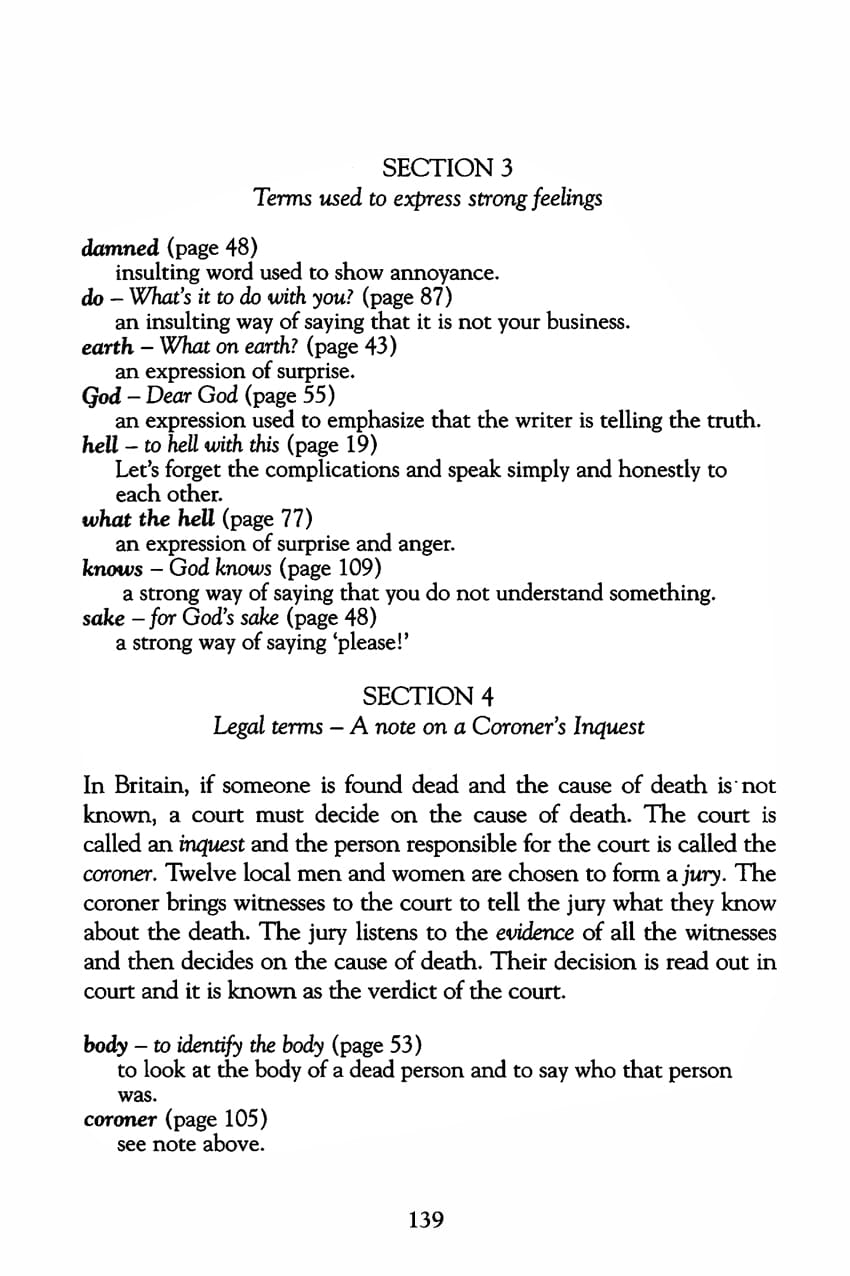 SECTION 3
Terms used to express strong feelings
damned (page 48)
insulting word used to show annoyance.
do – What's it to do with you? (page 87)
an insulting way of saying that it is not your business.
earth – What on earth? (page 43)
an expression of surprise.
God – Dear God (page 55)
an expression used to emphasize that the writer is telling the truth.
hell – to hell with this (page 19)
Let's forget the complications and speak simply and honestly to
each other.
what the hell (page 77)
an expression of surprise and anger.
knows – God knows (page 109)
a strong way of saying that you do not understand something.
sake – for God's sake (page 48)
a strong way of saying ‘please!’
SECTION 4
Legal terms – A note on a Coroner's Inquest
In Britain, if someone is found dead and the cause of death is not
known, a court must decide on the cause of death. The court is
called an inquest and the person responsible for the court is called the
coroner. Twelve local men and women are chosen to form a jury. The
coroner brings witnesses to the court to tell the jury what they know
about the death. The jury listens to the evidence of all the witnesses
and then decides on the cause of death. Their decision is read out in
court and it is known as the verdict of the court.
body – to identify the body (page 53)
to look at the body of a dead person and to say who that person
was.
coroner (page 105)
see note above.
139